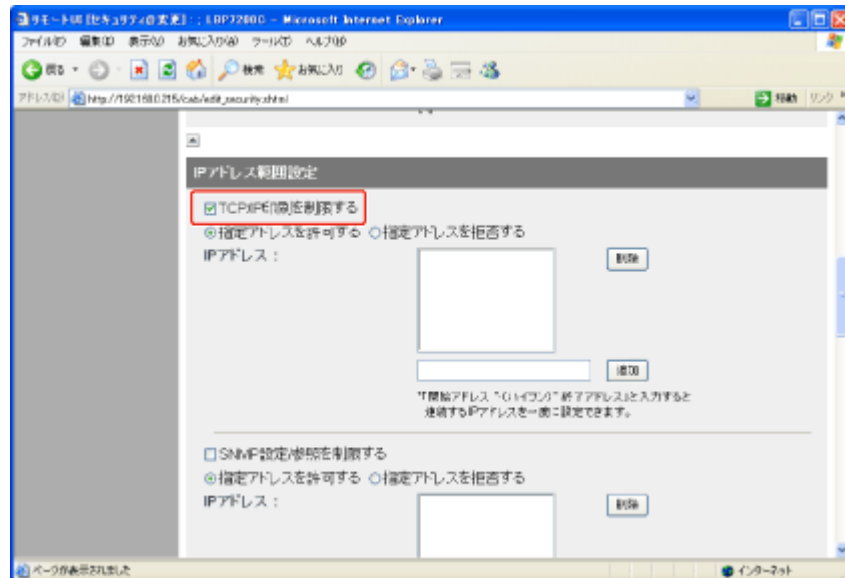 リモートUI [セキュリティの変更] : ; LBP7200C - Microsoft Internet Explorer
ファイル(F) 編集(E) 表示(V) お気に入り(A) ツール(T) ヘルプ(H)
戻る 検索 お気に入り
アドレス(D) http://192.168.0.215/cab/edit_security.shtml 移動 リンク
IPアドレス範囲設定
TCP/IP印刷を制限する
指定アドレスを許可する 指定アドレスを拒否する
IPアドレス : 削除
追加
"「開始アドレス "-(ハイフン)" 終了アドレス」と入力すると
連続するIPアドレスを一度に設定できます。
SNMP設定/参照を制限する
指定アドレスを許可する 指定アドレスを拒否する
IPアドレス : 削除
ページが表示されました インターネット